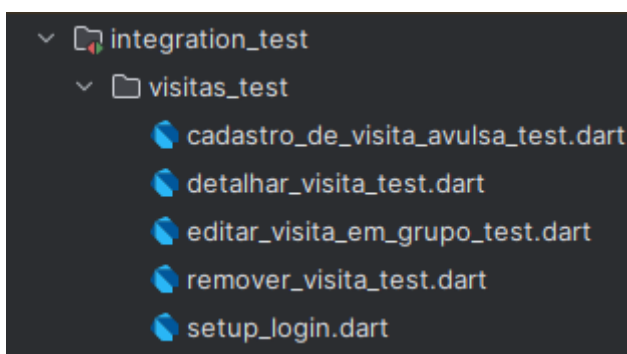 integration_test
visitas_test
cadastro_de_visita_avulsa_test.dart
detalhar_visita_test.dart
editar_visita_em_grupo_test.dart
remover_visita_test.dart
setup_login.dart